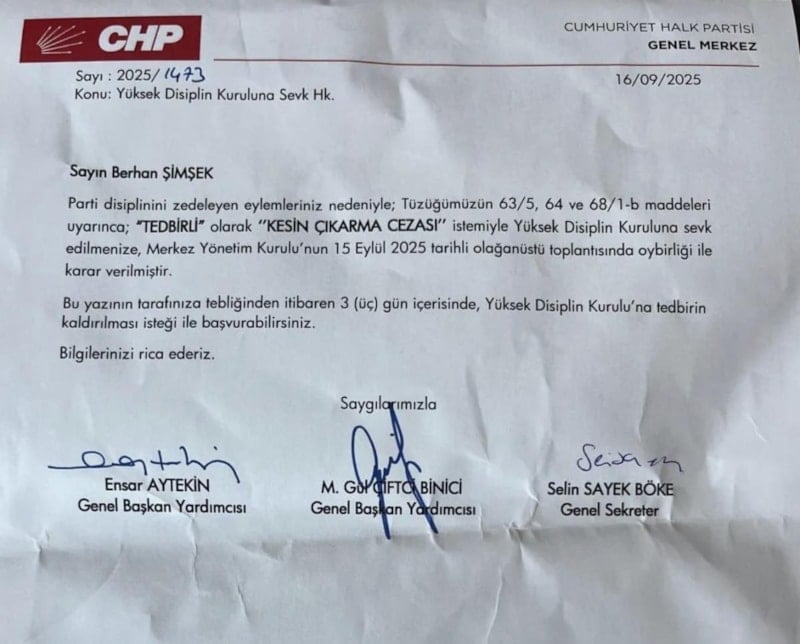 CHP
CUMHURİYET HALK PARTİSİ
GENEL MERKEZ
Sayı : 2025/1473
16/09/2025
Konu: Yüksek Disiplin Kuruluna Sevk Hk.
Sayın Berhan ŞİMŞEK
Parti disiplinini zedeleyen eylemleriniz nedeniyle; Tüzüğümüzün 63/5, 64 ve 68/1-b maddeleri
uyarınca; "TEDBİRLİ" olarak "KESİN ÇIKARMA CEZASI" istemiyle Yüksek Disiplin Kuruluna sevk
edilmenize, Merkez Yönetim Kurulu'nun 15 Eylül 2025 tarihli olağanüstü toplantısında oybirliği ile
karar verilmiştir.
Bu yazının tarafınıza tebliğinden itibaren 3 (üç) gün içerisinde, Yüksek Disiplin Kurulu'na tedbirin
kaldırılması isteği ile başvurabilirsiniz.
Bilgilerinizi rica ederiz.
Saygılarımızla
Ensar AYTEKİN
Genel Başkan Yardımcısı
M. Gül ÇİFTCİ BİNİCİ
Genel Başkan Yardımcısı
Selin SAYEK BÖKE
Genel Sekreter